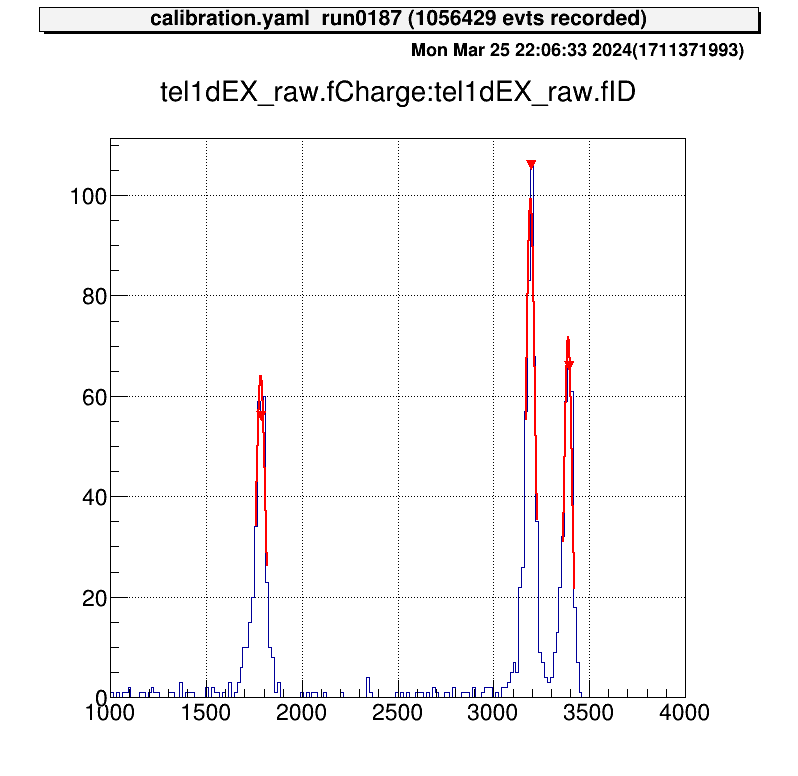 calibration.yaml  run0187 (1056429 evts recorded)
Mon Mar 25 22:06:33 2024(1711371993)
tel1dEX_raw.fCharge:tel1dEX_raw.fID
100
80
60
40
20
0
1000 1500 2000 2500 3000 3500 4000